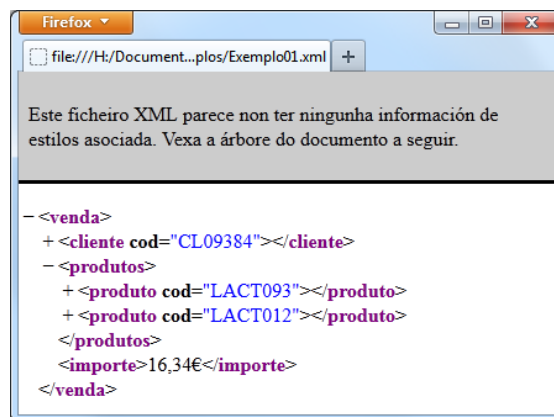 Firefox
file:///H:/Document...plos/Exemplo01.xml +
Este ficheiro XML parece non ter ningunha información de
estilos asociada. Vexa a árbore do documento a seguir.
− <venda>
+ <cliente cod="CL09384"></cliente>
− <produtos>
+ <produto cod="LACT093"></produto>
+ <produto cod="LACT012"></produto>
</produtos>
<importe>16,34€</importe>
</venda>